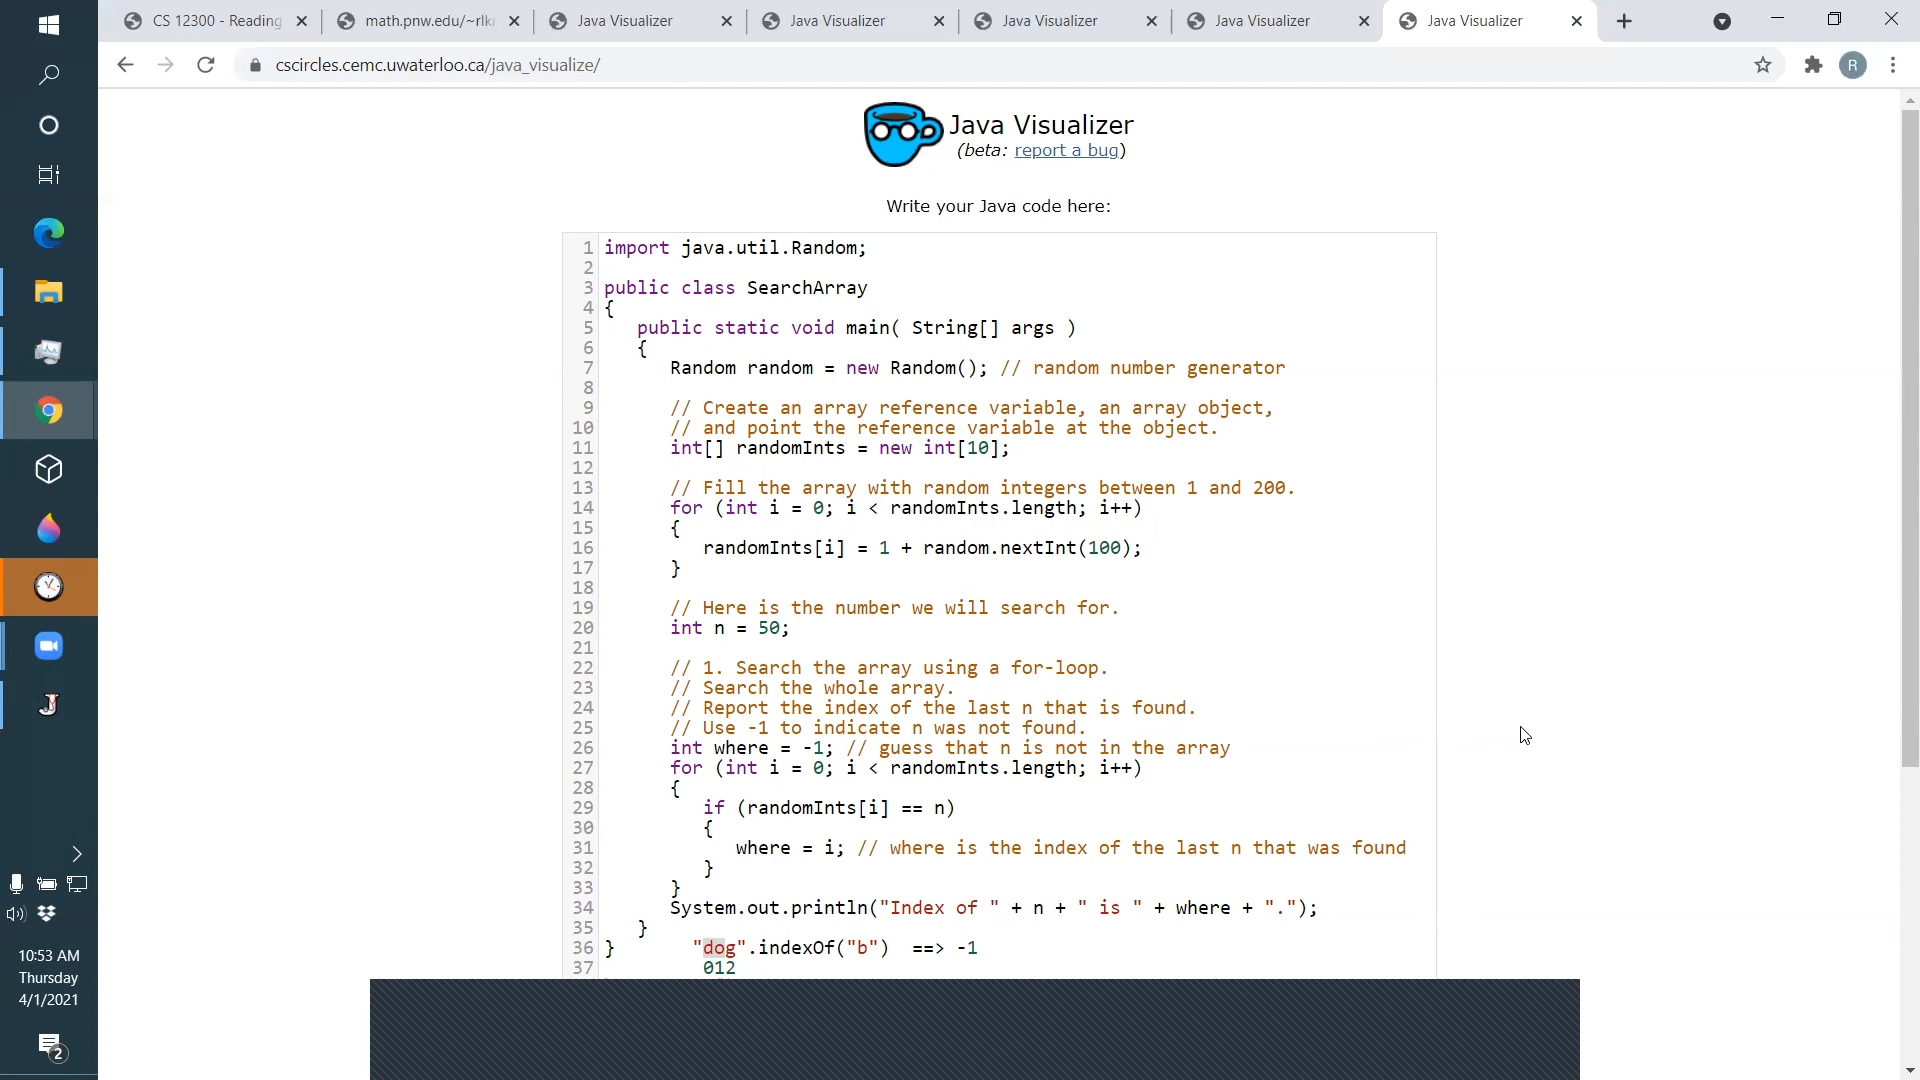 CS 12300 - Reading
math.pnw.edu/~rlk
Java Visualizer
Java Visualizer
Java Visualizer
Java Visualizer
Java Visualizer
cscircles.cemc.uwaterloo.ca/java_visualize/
R
Java Visualizer
(beta: report a bug)
Write your Java code here:
1 import java.util.Random;
2
3 public class SearchArray
4 {
5 public static void main( String[] args )
6 {
7 Random random = new Random(); // random number generator
8
9 // Create an array reference variable, an array object,
10 // and point the reference variable at the object.
11 int[] randomInts = new int[10];
12
13 // Fill the array with random integers between 1 and 200.
14 for (int i = 0; i < randomInts.length; i++)
15 {
16 randomInts[i] = 1 + random.nextInt(100);
17 }
18
19 // Here is the number we will search for.
20 int n = 50;
21
22 // 1. Search the array using a for-loop.
23 // Search the whole array.
24 // Report the index of the last n that is found.
25 // Use -1 to indicate n was not found.
26 int where = -1; // guess that n is not in the array
27 for (int i = 0; i < randomInts.length; i++)
28 {
29 if (randomInts[i] == n)
30 {
31 where = i; // where is the index of the last n that was found
32 }
33 }
34 System.out.println("Index of " + n + " is " + where + ".");
35 }
36 } "dog".indexOf("b") ==> -1
37 012
10:53 AM
Thursday
4/1/2021
2